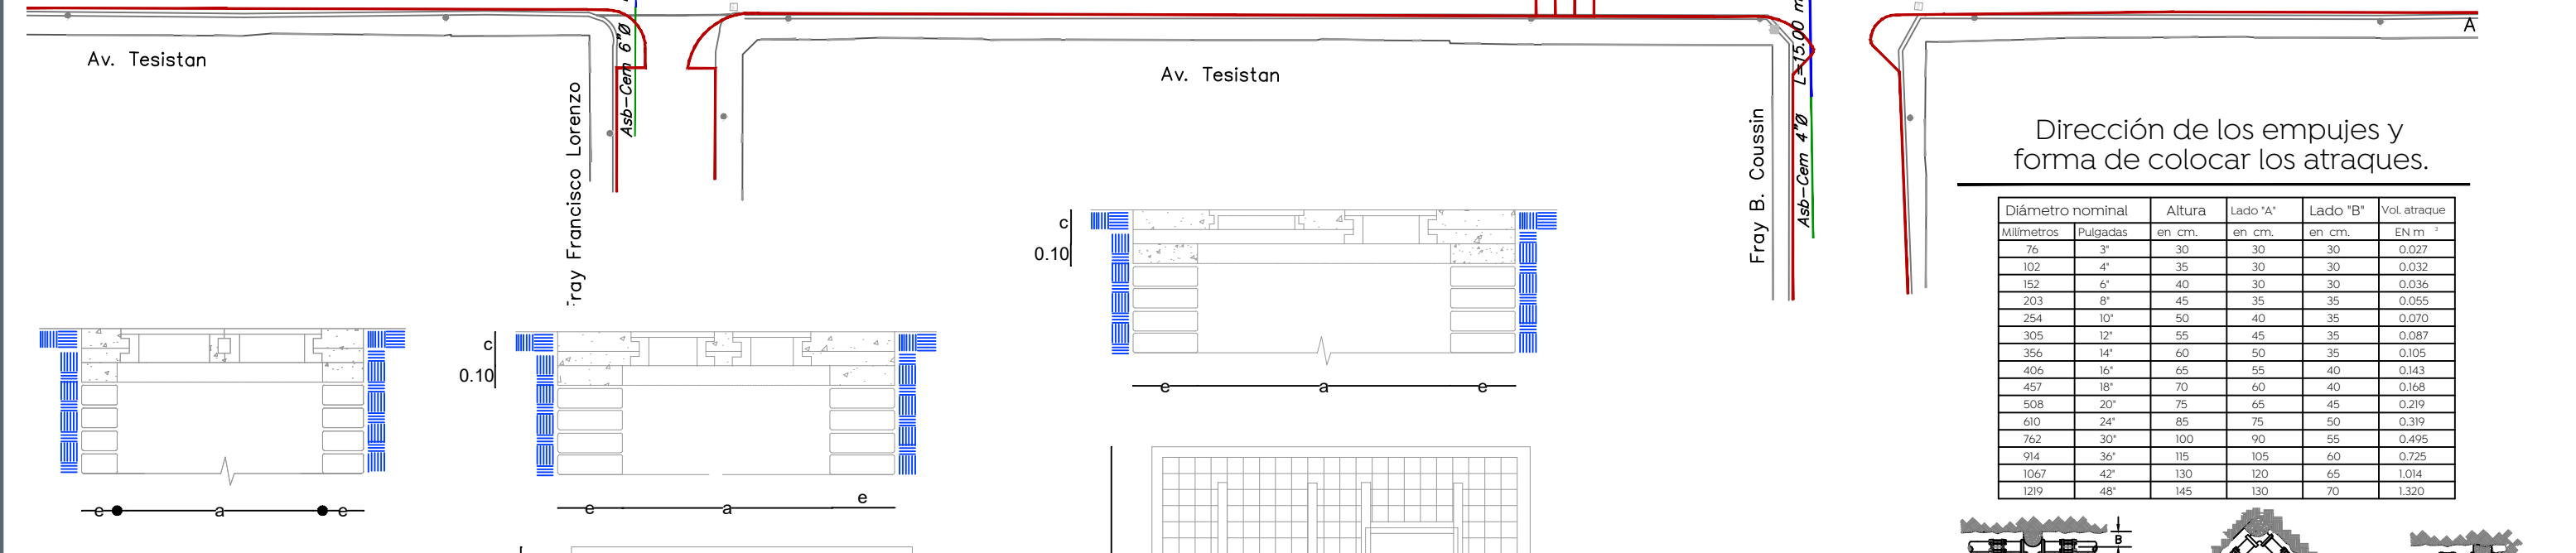 Av. Tesistan
Fray Francisco Lorenzo
Asb-Cem 6"Ø
Av. Tesistan
Fray B. Coussin
Asb-Cem 4"Ø L=15.00 m
A
c
0.10
e a e
c
0.10
e a e
e a e
Dirección de los empujes y
forma de colocar los atraques.
Diámetro nominal Altura Lado "A" Lado "B" Vol. atraque
Milímetros Pulgadas en cm. en cm. en cm. EN m ³
76 3" 30 30 30 0.027
102 4" 35 30 30 0.032
152 6" 40 30 30 0.036
203 8" 45 35 35 0.055
254 10" 50 40 35 0.070
305 12" 55 45 35 0.087
356 14" 60 50 35 0.105
406 16" 65 55 40 0.143
457 18" 70 60 40 0.168
508 20" 75 65 45 0.219
610 24" 85 75 50 0.319
762 30" 100 90 55 0.495
914 36" 115 105 60 0.725
1067 42" 130 120 65 1.014
1219 48" 145 130 70 1.320
B